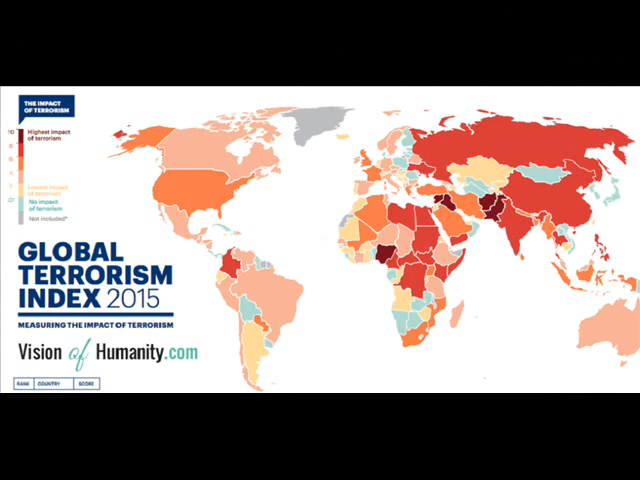 THE IMPACT
OF TERRORISM
10
Highest impact
of terrorism
8
6
4
2
Lowest impact
of terrorism
No impact
of terrorism
Not included*
GLOBAL
TERRORISM
INDEX 2015
MEASURING THE IMPACT OF TERRORISM
Vision of Humanity.com
RANK COUNTRY SCORE